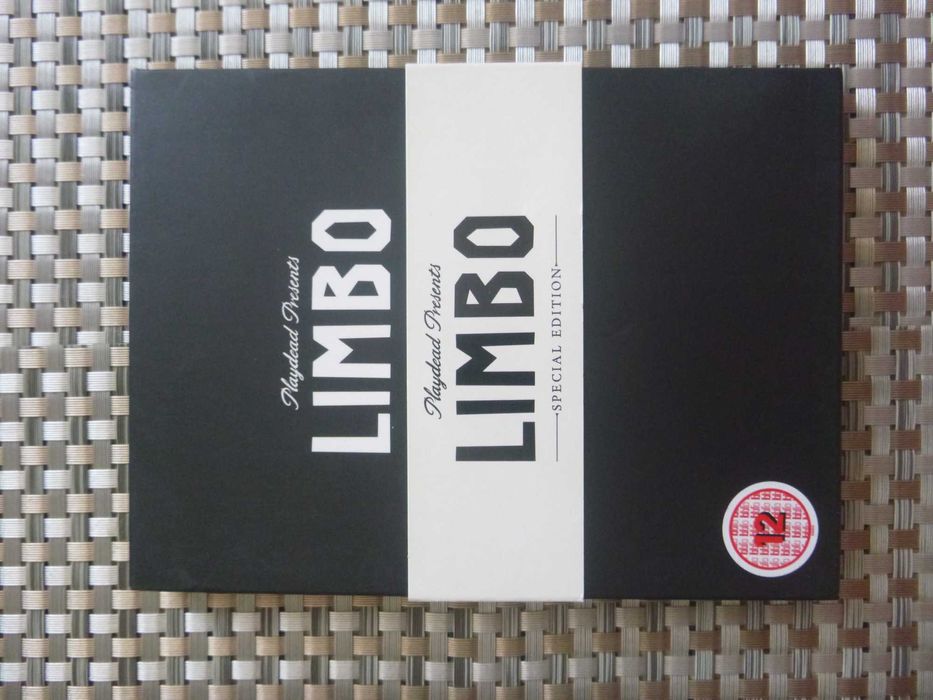 Playdead Presents
LIMBO
Playdead Presents
LIMBO
SPECIAL EDITION
12